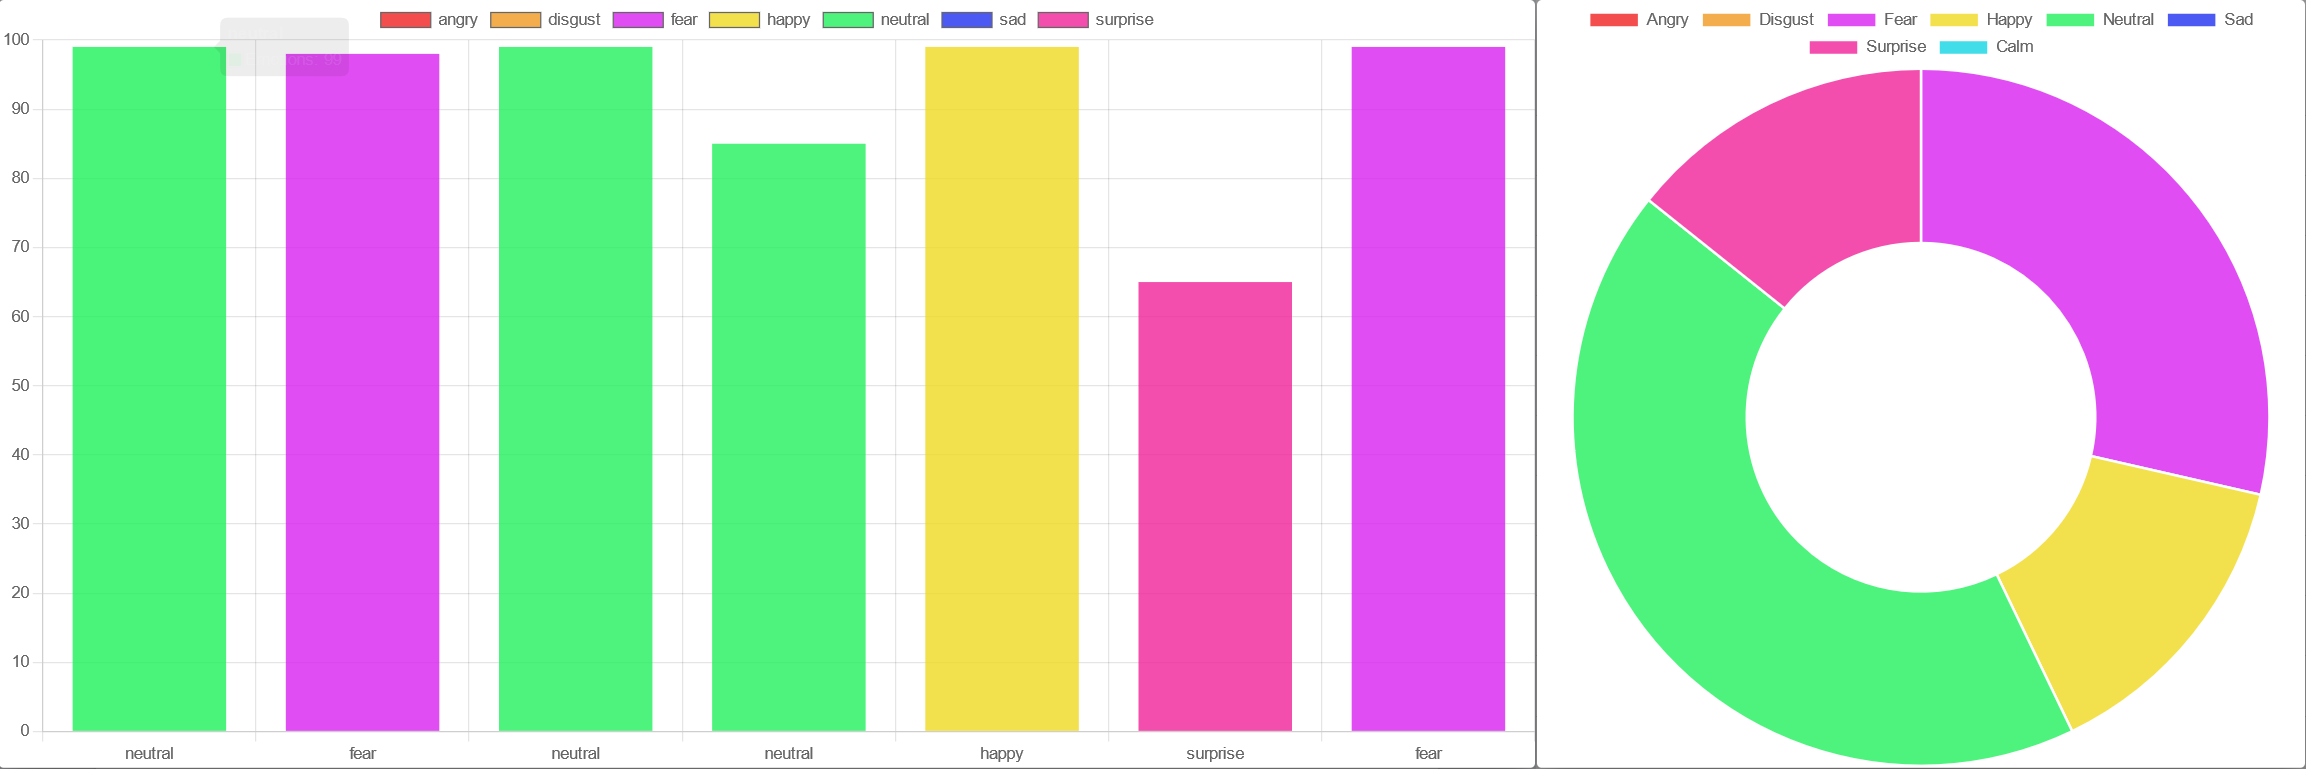 angry disgust fear happy neutral sad surprise
100
90
80
70
60
50
40
30
20
10
0
neutral fear neutral neutral happy surprise fear
Angry Disgust Fear Happy Neutral Sad
Surprise Calm